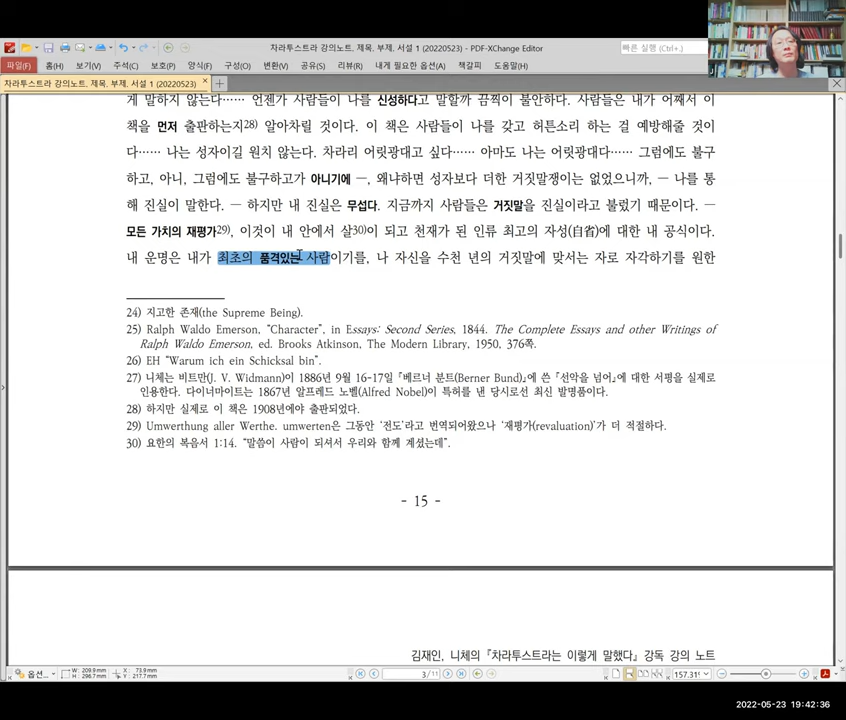 차라투스트라 강의노트. 제목. 부제. 서설 1 (20220523) - PDF-XChange Editor
빠른 실행 (Ctrl+.)
파일(F) 홈(H) 보기(V) 주석(C) 보호(P) 양식(F) 구성(O) 변환(V) 공유(S) 리뷰(R) 내게 필요한 옵션(A) 책갈피 도움말(H)
차라투스트라 강의노트. 제목. 부제. 서설 1 (20220523)
게 말하지 않는다…… 언젠가 사람들이 나를 신성하다고 말할까 끔찍이 불안하다. 사람들은 내가 어째서 이
책을 먼저 출판하는지28) 알아차릴 것이다. 이 책은 사람들이 나를 갖고 허튼소리 하는 걸 예방해줄 것이
다…… 나는 성자이길 원치 않는다. 차라리 어릿광대고 싶다…… 아마도 나는 어릿광대다…… 그럼에도 불구
하고, 아니, 그럼에도 불구하고가 아니기에 —, 왜냐하면 성자보다 더한 거짓말쟁이는 없었으니까, — 나를 통
해 진실이 말한다. — 하지만 내 진실은 무섭다. 지금까지 사람들은 거짓말을 진실이라고 불렀기 때문이다. —
모든 가치의 재평가29), 이것이 내 안에서 살30)이 되고 천재가 된 인류 최고의 자성(自省)에 대한 내 공식이다.
내 운명은 내가 최초의 품격있는 사람이기를, 나 자신을 수천 년의 거짓말에 맞서는 자로 자각하기를 원한
24) 지고한 존재(the Supreme Being).
25) Ralph Waldo Emerson, “Character”, in Essays: Second Series, 1844. The Complete Essays and other Writings of
Ralph Waldo Emerson, ed. Brooks Atkinson, The Modern Library, 1950, 376쪽.
26) EH “Warum ich ein Schicksal bin”.
27) 니체는 비트만(J. V. Widmann)이 1886년 9월 16-17일 『베르너 분트(Berner Bund)』에 쓴 『선악을 넘어』에 대한 서평을 실제로
인용한다. 다이너마이트는 1867년 알프레드 노벨(Alfred Nobel)이 특허를 낸 당시로선 최신 발명품이다.
28) 하지만 실제로 이 책은 1908년에야 출판되었다.
29) Umwerthung aller Werthe. umwerten은 그동안 ‘전도’라고 번역되어왔으나 ‘재평가(revaluation)’가 더 적절하다.
30) 요한의 복음서 1:14. “말씀이 사람이 되셔서 우리와 함께 계셨는데”.
- 15 -
김재인, 니체의 『차라투스트라는 이렇게 말했다』 강독 강의 노트
옵션... W: 209.9mm H: 296.7mm X: 73.9mm Y: 217.7mm 3/11 157.31%
2022-05-23 19:42:36